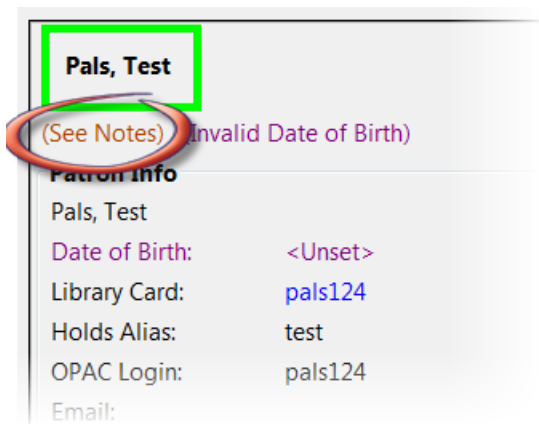 Pals, Test
(See Notes) (Invalid Date of Birth)
Patron Info
Pals, Test
Date of Birth: <Unset>
Library Card: pals124
Holds Alias: test
OPAC Login: pals124
Email: